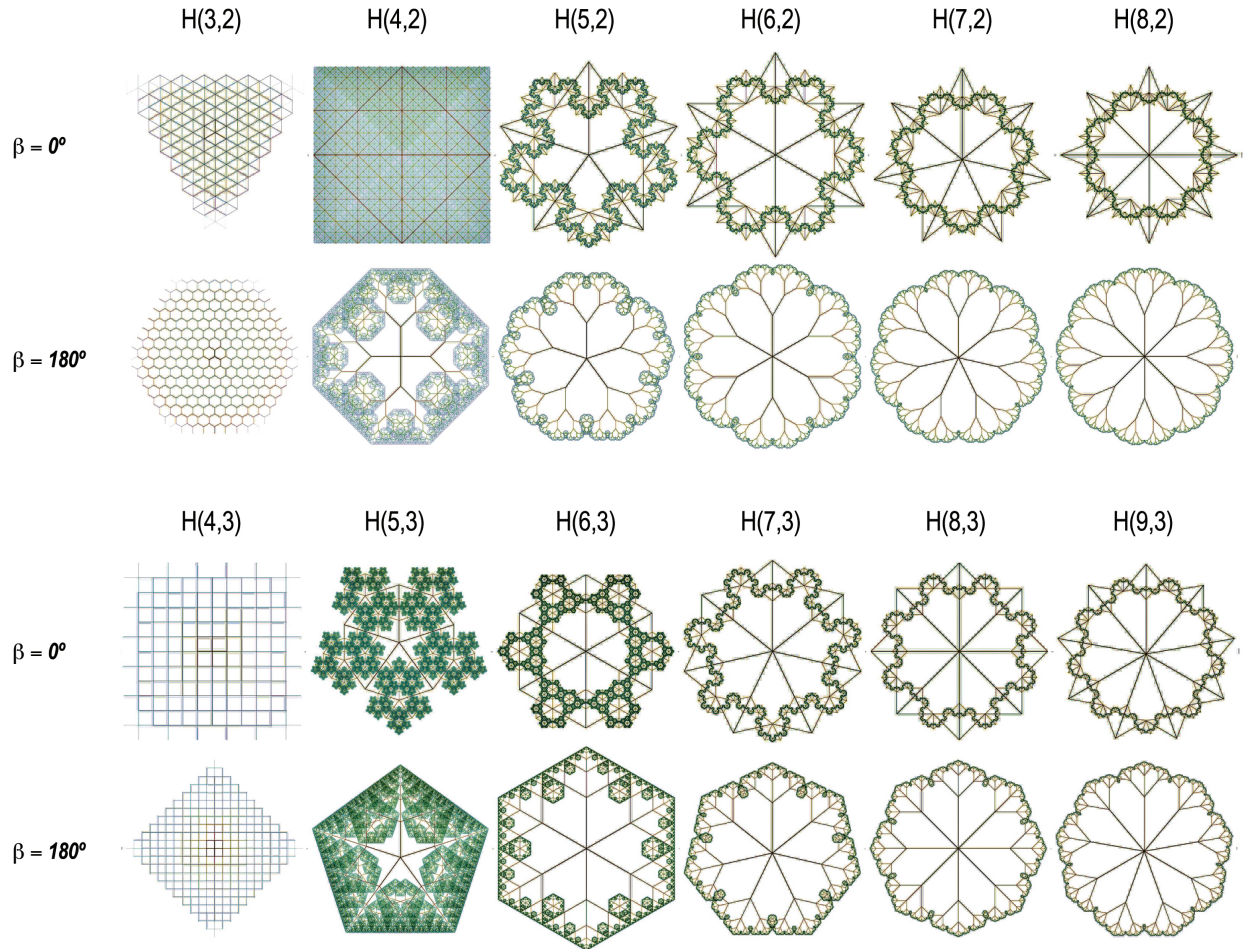 H(3,2) H(4,2) H(5,2) H(6,2) H(7,2) H(8,2)
β = 0º
β = 180º
H(4,3) H(5,3) H(6,3) H(7,3) H(8,3) H(9,3)
β = 0º
β = 180º